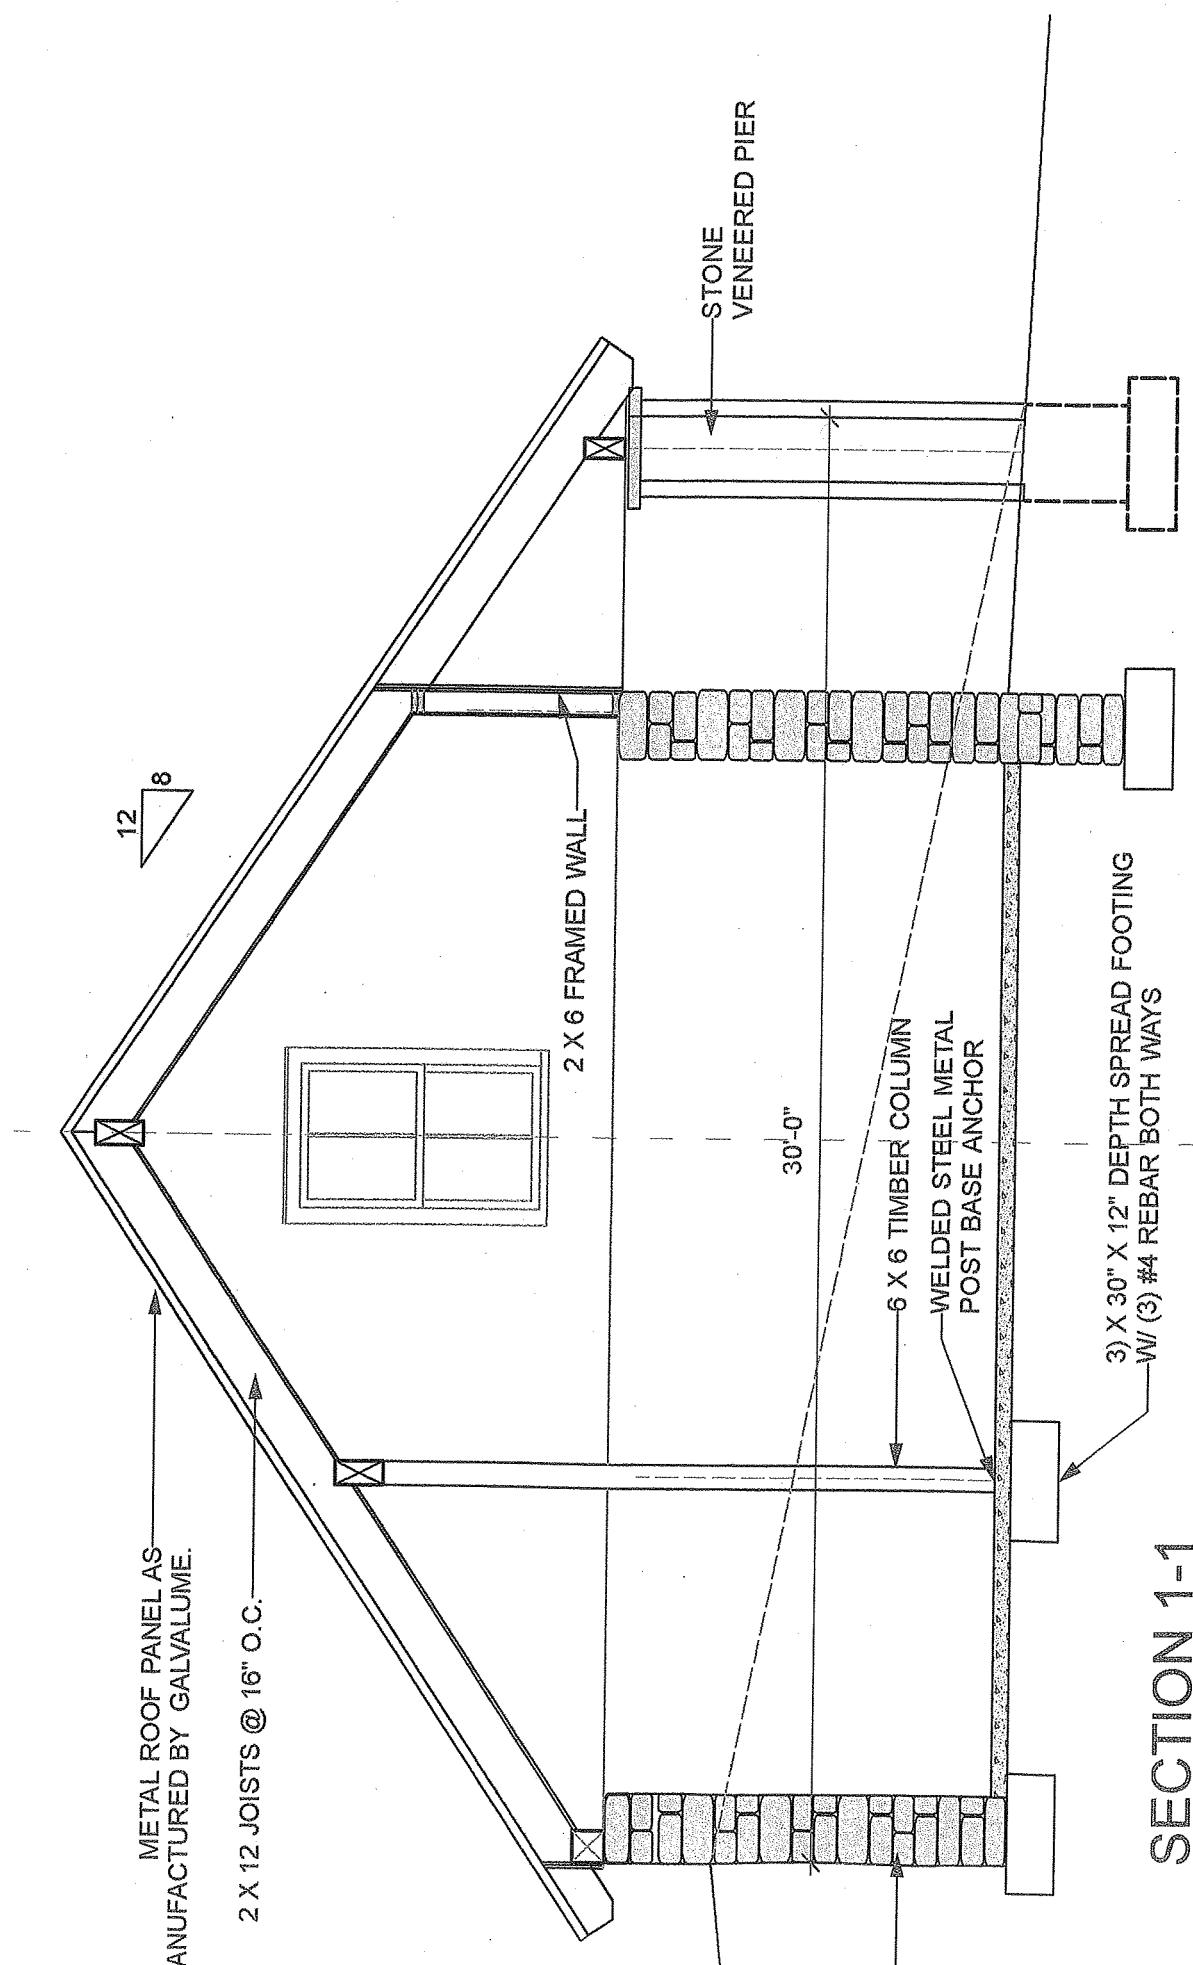 METAL ROOF PANEL AS
ANUFACTURED BY GALVALUME.
2 X 12 JOISTS @ 16" O.C.
12
8
STONE
VENEERED PIER
2 X 6 FRAMED WALL
30'-0"
6 X 6 TIMBER COLUMN
WELDED STEEL METAL
POST BASE ANCHOR
3) X 30" X 12" DEPTH SPREAD FOOTING
W/ (3) #4 REBAR BOTH WAYS
SECTION 1-1